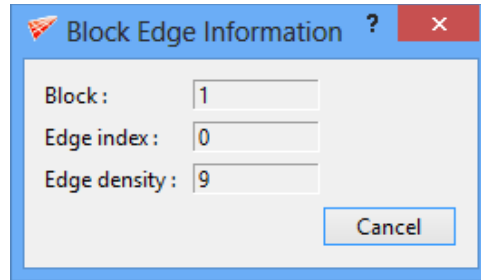 Block Edge Information ?
Block : 1
Edge index : 0
Edge density : 9
Cancel